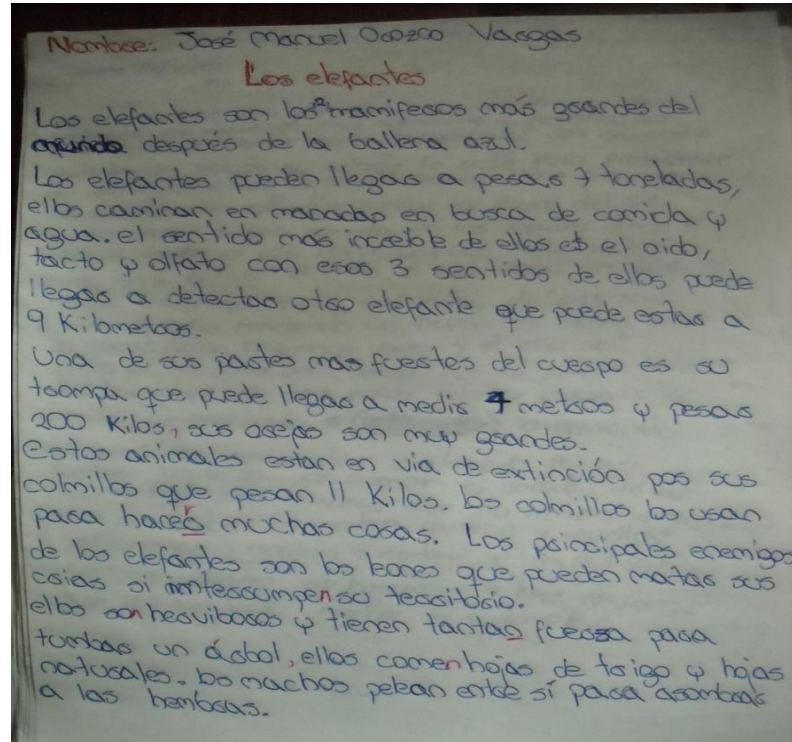 Nombre: José Manuel Orozco Vargas
Los elefantes
Los elefantes son los 2 mamiferos más grandes del
mundo después de la ballena azul.
Los elefantes pueden llegar a pesar 7 toneladas,
ellos caminan en manadas en busca de comida y
agua. el sentido más increible de ellos es el oido,
tacto y olfato con esos 3 sentidos de ellos puede
llegar a detectar otro elefante que puede estar a
9 Kilometros.
Una de sus partes mas fuertes del cuerpo es su
trompa que puede llegar a medir 4 metros y pesar
200 Kilos, sus orejas son muy grandes.
Estos animales estan en via de extinción por sus
colmillos que pesan 11 Kilos. los colmillos los usan
para hacer muchas cosas. Los principales enemigos
de los elefantes son los leones que pueden matar sus
crias si interrumpen su territorio.
ellos son herviboros y tienen tantan fuerza para
tumbar un árbol, ellos comen hojas de trigo y hojas
naturales. los machos pelean entre sí para asombrar
a las hembras.